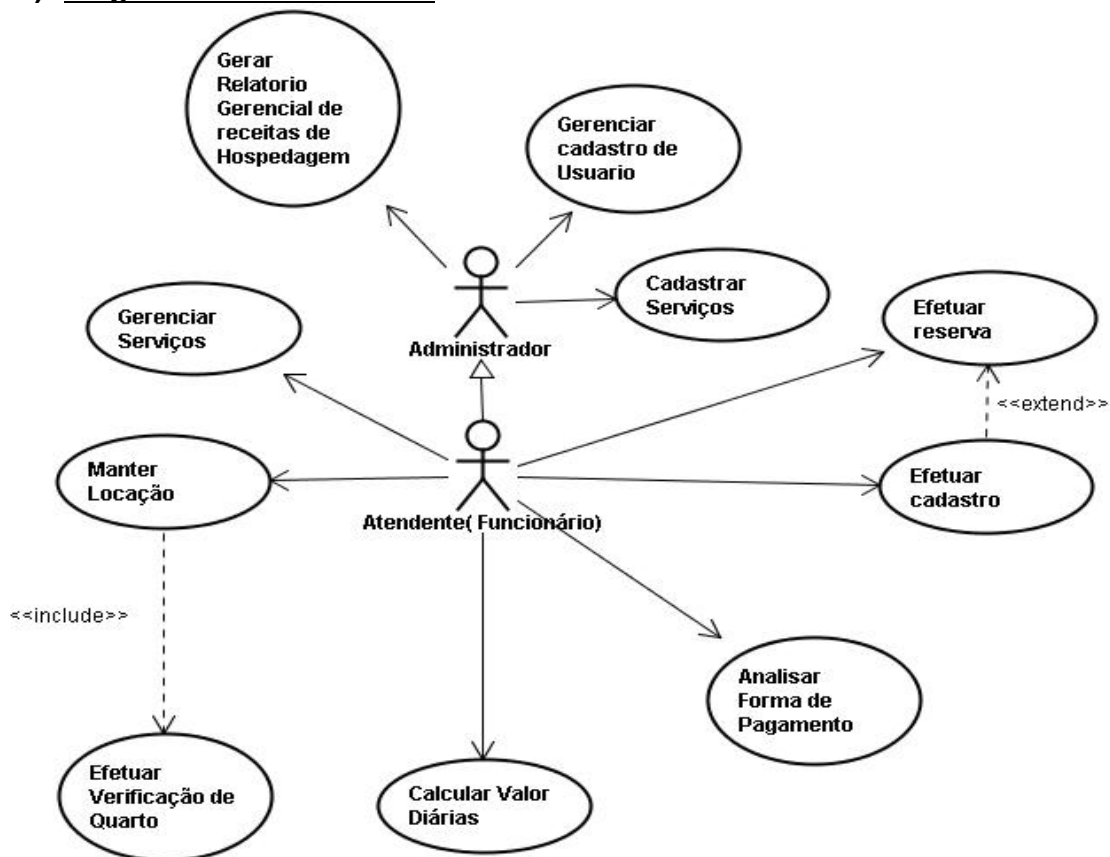 Gerar
Relatorio
Gerencial de
receitas de
Hospedagem
Gerenciar
cadastro de
Usuario
Cadastrar
Serviços
Administrador
Gerenciar
Serviços
Efetuar
reserva
<<extend>>
Manter
Locação
Efetuar
cadastro
Atendente( Funcionário)
<<include>>
Analisar
Forma de
Pagamento
Efetuar
Verificação de
Quarto
Calcular Valor
Diárias